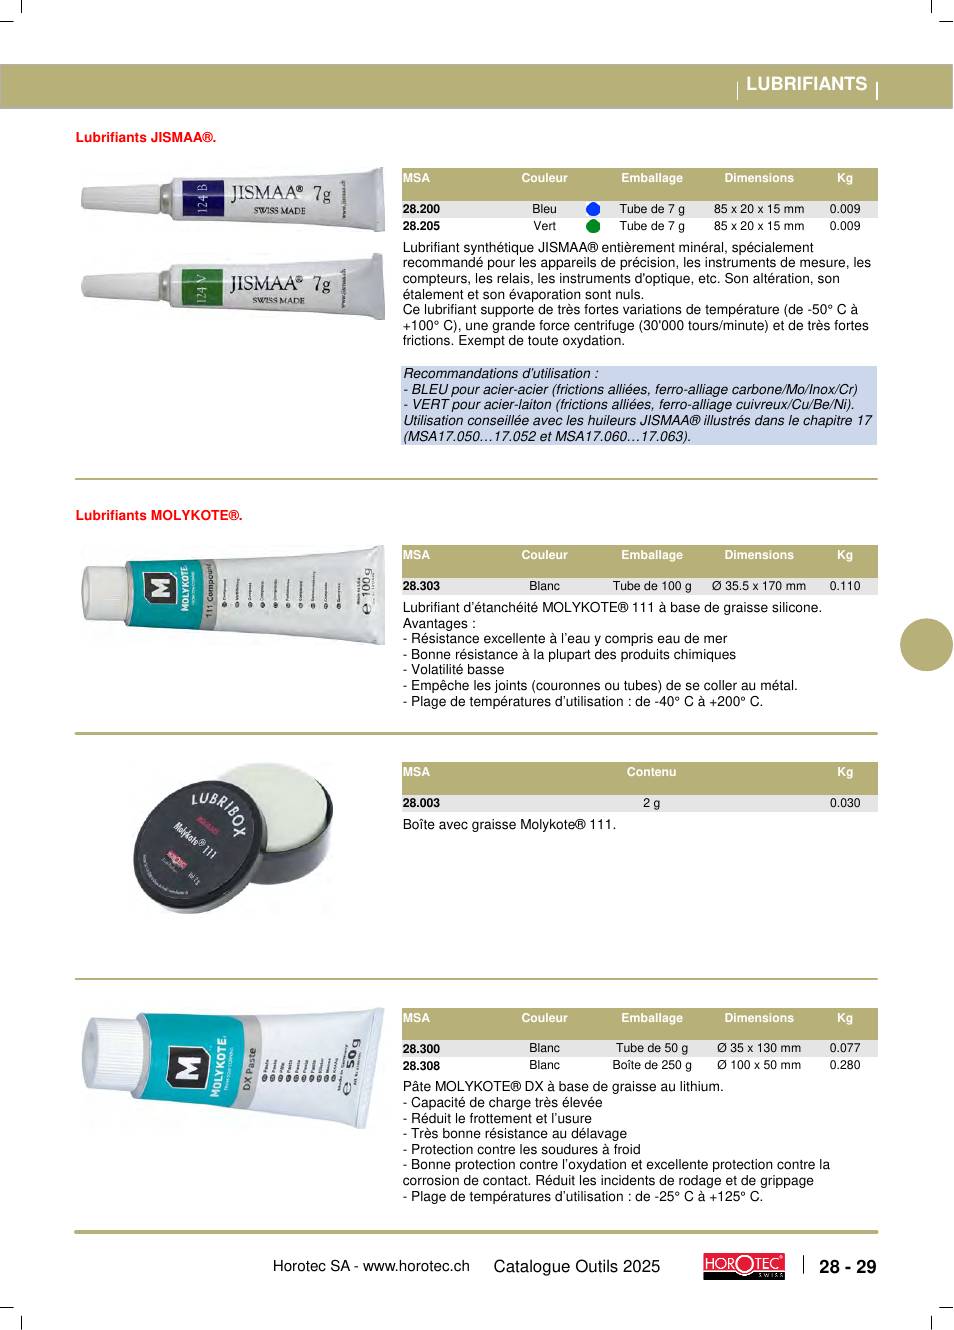 LUBRIFIANTS
Lubrifiants JISMAA®.
124 B
JISMAA® 7g
SWISS MADE
www.jismaa.ch
124 V
JISMAA® 7g
SWISS MADE
www.jismaa.ch
MSA Couleur Emballage Dimensions Kg
28.200 Bleu Tube de 7 g 85 x 20 x 15 mm 0.009
28.205 Vert Tube de 7 g 85 x 20 x 15 mm 0.009
Lubrifiant synthétique JISMAA® entièrement minéral, spécialement
recommandé pour les appareils de précision, les instruments de mesure, les
compteurs, les relais, les instruments d'optique, etc. Son altération, son
étalement et son évaporation sont nuls.
Ce lubrifiant supporte de très fortes variations de température (de -50° C à
+100° C), une grande force centrifuge (30'000 tours/minute) et de très fortes
frictions. Exempt de toute oxydation.
Recommandations d'utilisation :
- BLEU pour acier-acier (frictions alliées, ferro-alliage carbone/Mo/Inox/Cr)
- VERT pour acier-laiton (frictions alliées, ferro-alliage cuivreux/Cu/Be/Ni).
Utilisation conseillée avec les huileurs JISMAA® illustrés dans le chapitre 17
(MSA17.050…17.052 et MSA17.060…17.063).
Lubrifiants MOLYKOTE®.
M
MOLYKOTE
111 Compound
e 100 g
MSA Couleur Emballage Dimensions Kg
28.303 Blanc Tube de 100 g Ø 35.5 x 170 mm 0.110
Lubrifiant d’étanchéité MOLYKOTE® 111 à base de graisse silicone.
Avantages :
- Résistance excellente à l’eau y compris eau de mer
- Bonne résistance à la plupart des produits chimiques
- Volatilité basse
- Empêche les joints (couronnes ou tubes) de se coller au métal.
- Plage de températures d’utilisation : de -40° C à +200° C.
LUBRIBOX
Molykote® 111
HOROTEC
MSA Contenu Kg
28.003 2 g 0.030
Boîte avec graisse Molykote® 111.
M
MOLYKOTE
DX Paste
e 50 g
MSA Couleur Emballage Dimensions Kg
28.300 Blanc Tube de 50 g Ø 35 x 130 mm 0.077
28.308 Blanc Boîte de 250 g Ø 100 x 50 mm 0.280
Pâte MOLYKOTE® DX à base de graisse au lithium.
- Capacité de charge très élevée
- Réduit le frottement et l’usure
- Très bonne résistance au délavage
- Protection contre les soudures à froid
- Bonne protection contre l’oxydation et excellente protection contre la
corrosion de contact. Réduit les incidents de rodage et de grippage
- Plage de températures d’utilisation : de -25° C à +125° C.
Horotec SA - www.horotec.ch Catalogue Outils 2025 HOROTEC SWISS 28 - 29